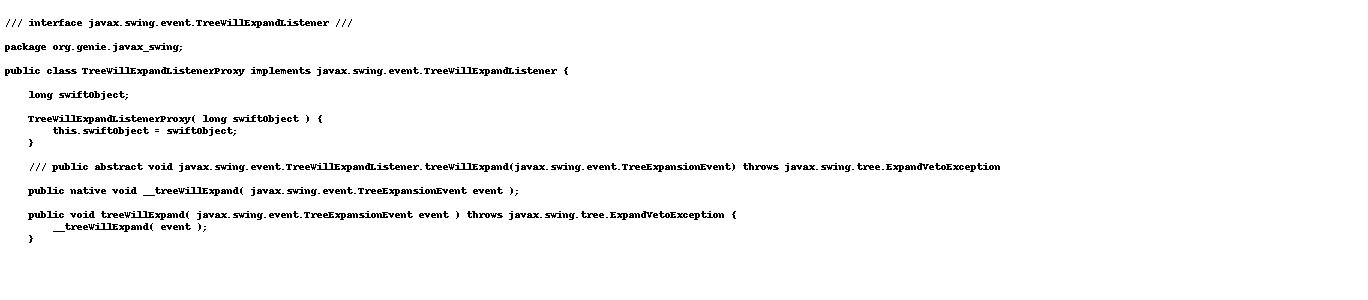 /// interface javax.swing.event.TreeWillExpandListener ///
package org.genie.javax_swing;
public class TreeWillExpandListenerProxy implements javax.swing.event.TreeWillExpandListener {
long swiftObject;
TreeWillExpandListenerProxy( long swiftObject ) {
this.swiftObject = swiftObject;
}
/// public abstract void javax.swing.event.TreeWillExpandListener.treeWillExpand(javax.swing.event.TreeExpansionEvent) throws javax.swing.tree.ExpandVetoException
public native void __treeWillExpand( javax.swing.event.TreeExpansionEvent event );
public void treeWillExpand( javax.swing.event.TreeExpansionEvent event ) throws javax.swing.tree.ExpandVetoException {
__treeWillExpand( event );
}